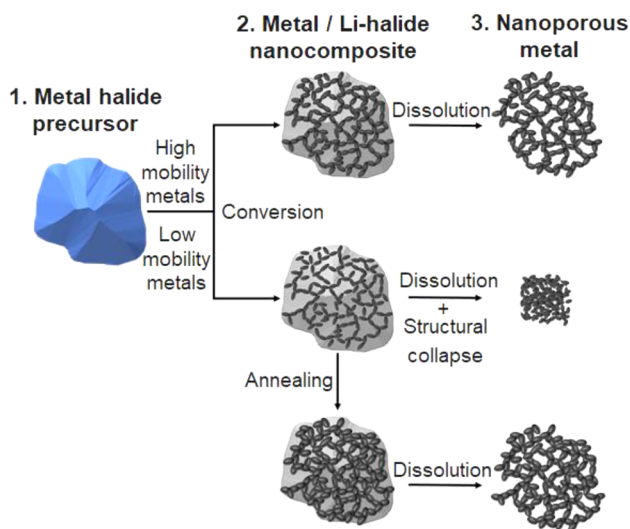 2. Metal / Li-halide
nanocomposite
3. Nanoporous
metal
1. Metal halide
precursor
High
mobility
metals
Low
mobility
metals
Conversion
Dissolution
Dissolution
+
Structural
collapse
Annealing
Dissolution